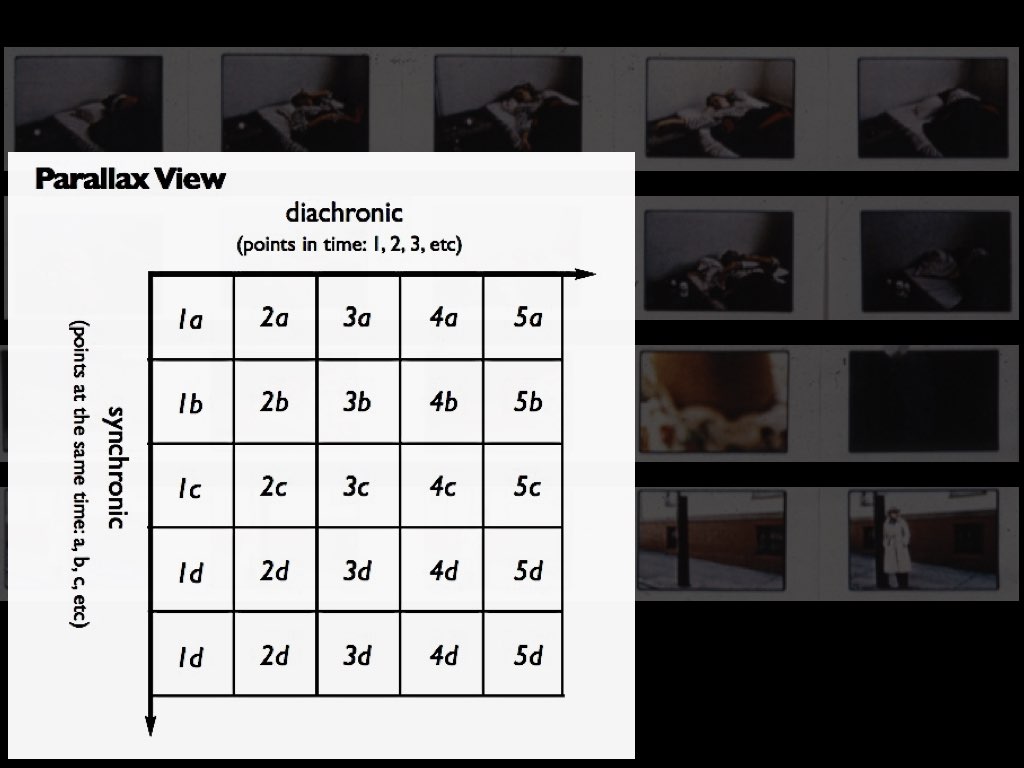 Parallax View
diachronic
(points in time: 1, 2, 3, etc)
synchronic
(points at the same time: a, b, c, etc)
1a 2a 3a 4a 5a
1b 2b 3b 4b 5b
1c 2c 3c 4c 5c
1d 2d 3d 4d 5d
1d 2d 3d 4d 5d